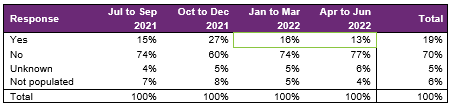 Response Jul to Sep 2021 Oct to Dec 2021 Jan to Mar 2022 Apr to Jun 2022 Total
Yes 15% 27% 16% 13% 19%
No 74% 60% 74% 77% 70%
Unknown 4% 5% 5% 6% 5%
Not populated 7% 8% 5% 4% 6%
Total 100% 100% 100% 100% 100%